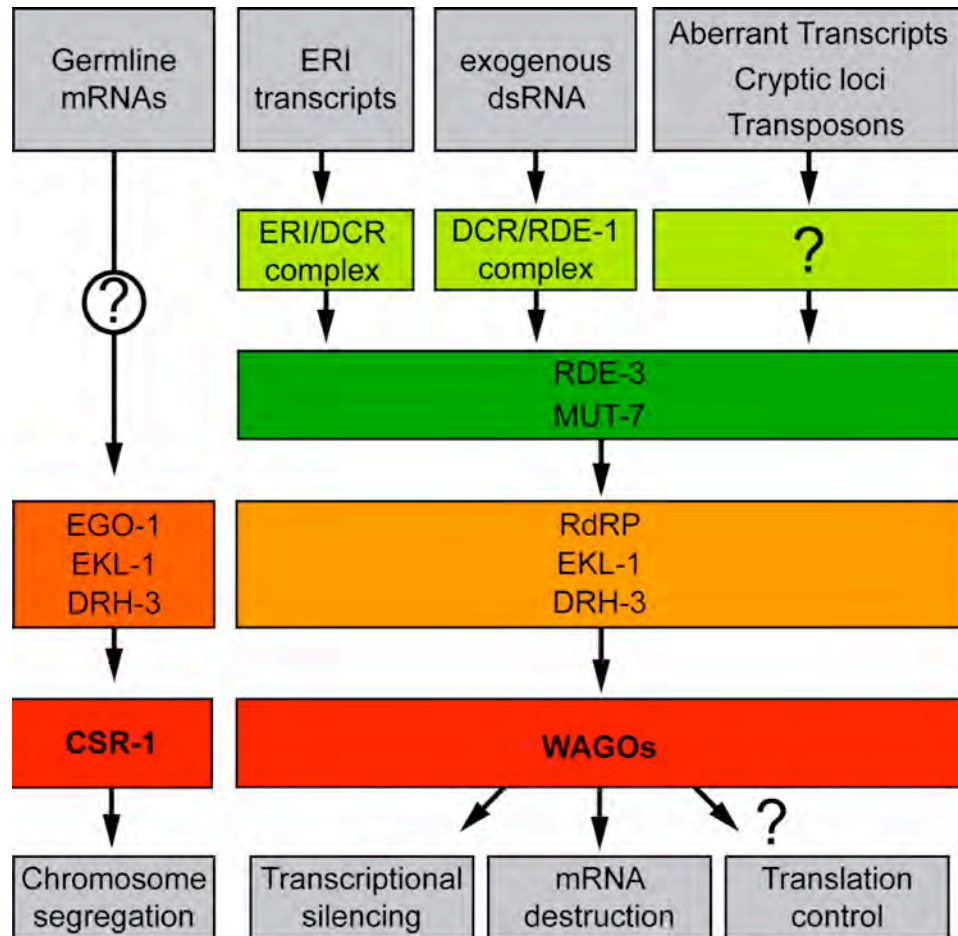 Germline
mRNAs
ERI
transcripts
exogenous
dsRNA
Aberrant Transcripts
Cryptic loci
Transposons
?
ERI/DCR
complex
DCR/RDE-1
complex
?
RDE-3
MUT-7
EGO-1
EKL-1
DRH-3
RdRP
EKL-1
DRH-3
CSR-1
WAGOs
?
Chromosome
segregation
Transcriptional
silencing
mRNA
destruction
Translation
control